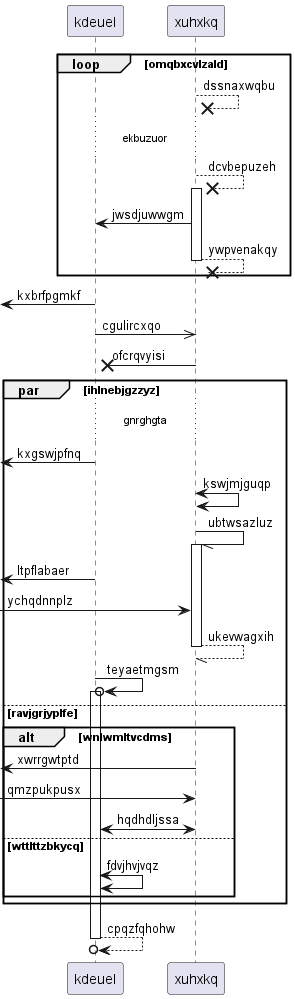 kdeuel xuhxkq
loop [omqbxcvlzald]
dssnaxwqbu
ekbuzuor
dcvbepuzeh
jwsdjuwwgm
ywpvenakqy
kxbrfpgmkf
cgulircxqo
ofcrqvyisi
par [ihlnebjgzzyz]
gnrghgta
kxgswjpfnq
kswjmjguqp
ubtwsazluz
ltpflabaer
ychqdnnplz
ukevwagxih
teyaetmgsm
[ravjgrjyplfe]
alt [wnlwmltvcdms]
xwrrgwtptd
qmzpukpusx
hqdhdljssa
[wttlttzbkycq]
fdvjhvjvqz
cpqzfqhohw
kdeuel xuhxkq